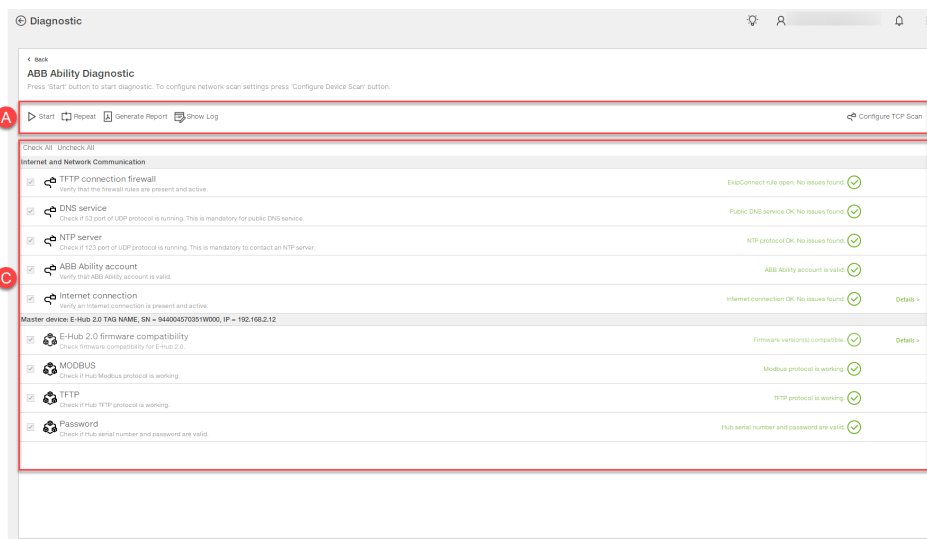 Diagnostic
Back
ABB Ability Diagnostic
Press 'Start' button to start diagnostic. To configure network scan settings press 'Configure Device Scan' button.
A
Start Repeat Generate Report Show Log Configure TCP Scan
Check All Uncheck All
Internet and Network Communication
TFTP connection firewall
Verify that the firewall rules are present and active.
EkipConnect rule open. No issues found.
DNS service
Check if 53 port of UDP protocol is running. This is mandatory for public DNS service.
Public DNS service OK. No issues found.
NTP server
Check if 123 port of UDP protocol is running. This is mandatory to contact an NTP server
NTP protocol OK. No issues found.
C
ABB Ability account
Verify that ABB Ability account is valid.
ABB Ability account is valid.
Internet connection
Verify an Internet connection is present and active.
Internet connection OK. No issues found. Details >
Master device: E-Hub 2.0 TAG NAME, SN = 944004570351W000, IP = 192.168.2.12
E-Hub 2.0 firmware compatibility
Check firmware compatibility for E-Hub 2.0.
Firmware version(s) compatible. Details >
MODBUS
Check if Hub Modbus protocol is working.
Modbus protocol is working.
TFTP
Check if Hub TFTP protocol is working.
TFTP protocol is working.
Password
Check if Hub serial number and password are valid.
Hub serial number and password are valid.